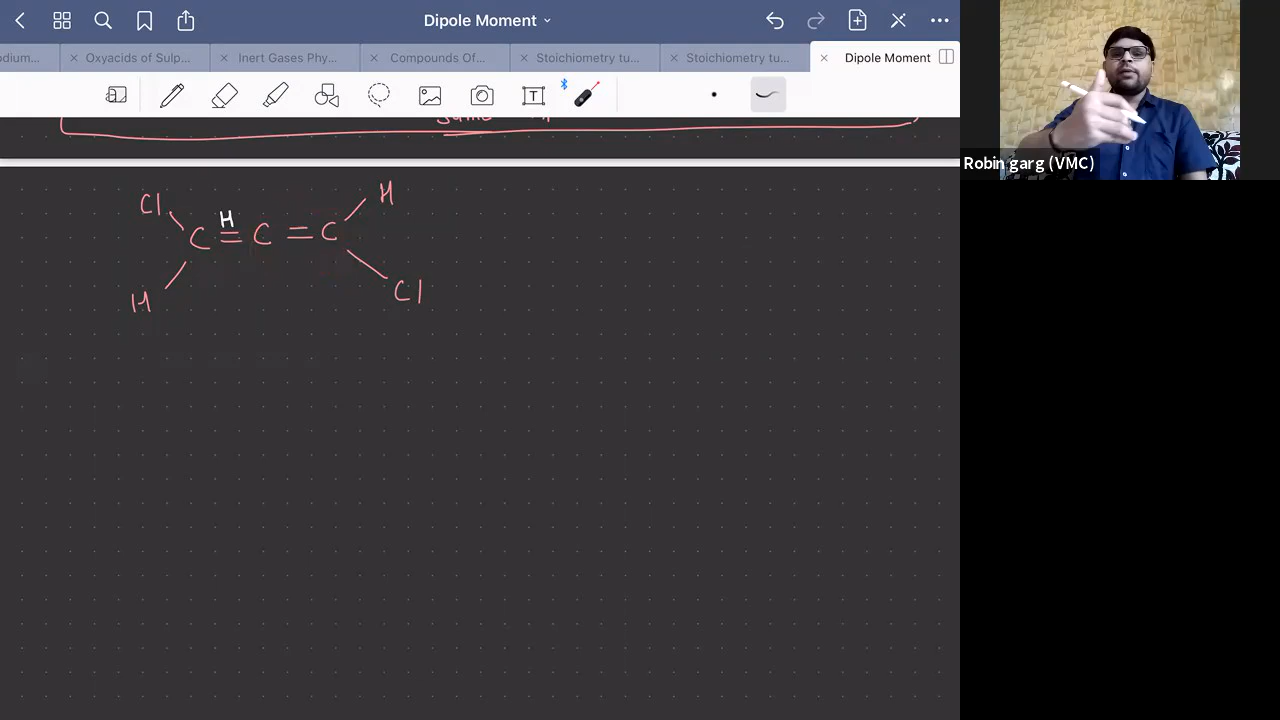 Dipole Moment
odium...
Oxyacids of Sulp...
Inert Gases Phy...
Compounds Of...
Stoichiometry tu...
Stoichiometry tu...
Dipole Moment
T
Robin garg (VMC)
Cl H
H
C = C = C
H Cl